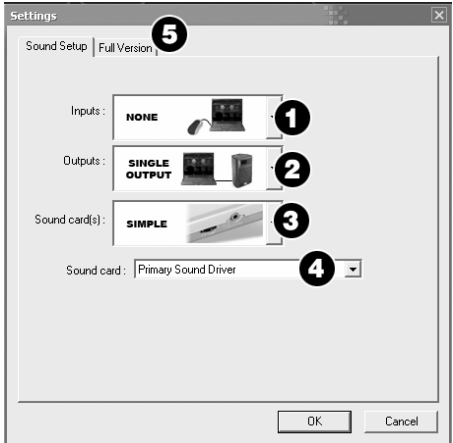 Settings
5
Sound Setup Full Version
Inputs : NONE 1
Outputs : SINGLE OUTPUT 2
Sound card(s) : SIMPLE 3
Sound card : Primary Sound Driver 4
OK Cancel